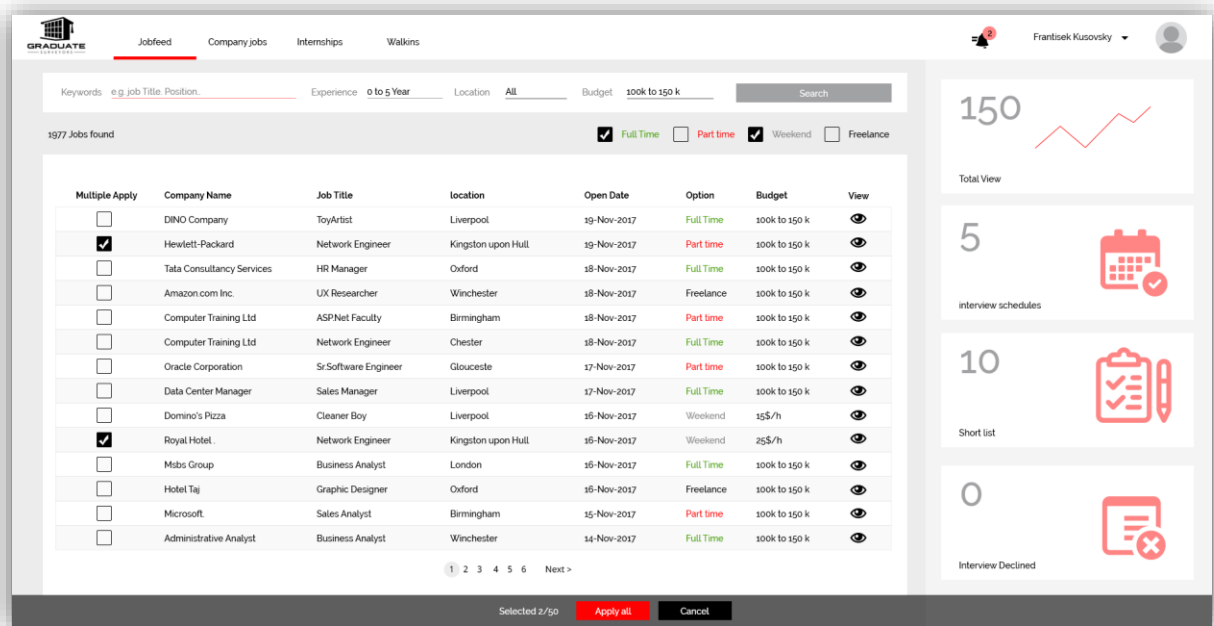 GRADUATE
SURVEYORS
Jobfeed Company jobs Internships Walkins
2
Frantisek Kusovsky
Keywords e.g. job Title. Position.. Experience 0 to 5 Year Location All Budget 100k to 150 k Search
1977 Jobs found Full Time Part time Weekend Freelance
Multiple Apply Company Name Job Title location Open Date Option Budget View
DINO Company ToyArtist Liverpool 19-Nov-2017 Full Time 100k to 150 k
Hewlett-Packard Network Engineer Kingston upon Hull 19-Nov-2017 Part time 100k to 150 k
Tata Consultancy Services HR Manager Oxford 18-Nov-2017 Full Time 100k to 150 k
Amazon.com Inc. UX Researcher Winchester 18-Nov-2017 Freelance 100k to 150 k
Computer Training Ltd ASP.Net Faculty Birmingham 18-Nov-2017 Part time 100k to 150 k
Computer Training Ltd Network Engineer Chester 18-Nov-2017 Full Time 100k to 150 k
Oracle Corporation Sr.Software Engineer Glouceste 17-Nov-2017 Part time 100k to 150 k
Data Center Manager Sales Manager Liverpool 17-Nov-2017 Full Time 100k to 150 k
Domino's Pizza Cleaner Boy Liverpool 16-Nov-2017 Weekend 15$/h
Royal Hotel . Network Engineer Kingston upon Hull 16-Nov-2017 Weekend 25$/h
Msbs Group Business Analyst London 16-Nov-2017 Full Time 100k to 150 k
Hotel Taj Graphic Designer Oxford 16-Nov-2017 Freelance 100k to 150 k
Microsoft. Sales Analyst Birmingham 15-Nov-2017 Part time 100k to 150 k
Administrative Analyst Business Analyst Winchester 14-Nov-2017 Full Time 100k to 150 k
1 2 3 4 5 6 Next >
150
Total View
5
interview schedules
10
Short list
0
Interview Declined
Selected 2/50 Apply all Cancel